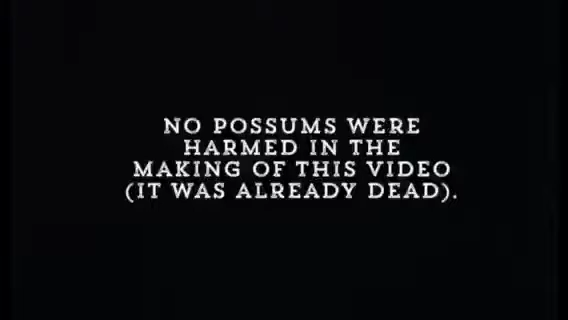 NO POSSUMS WERE
HARMED IN THE
MAKING OF THIS VIDEO
(IT WAS ALREADY DEAD).